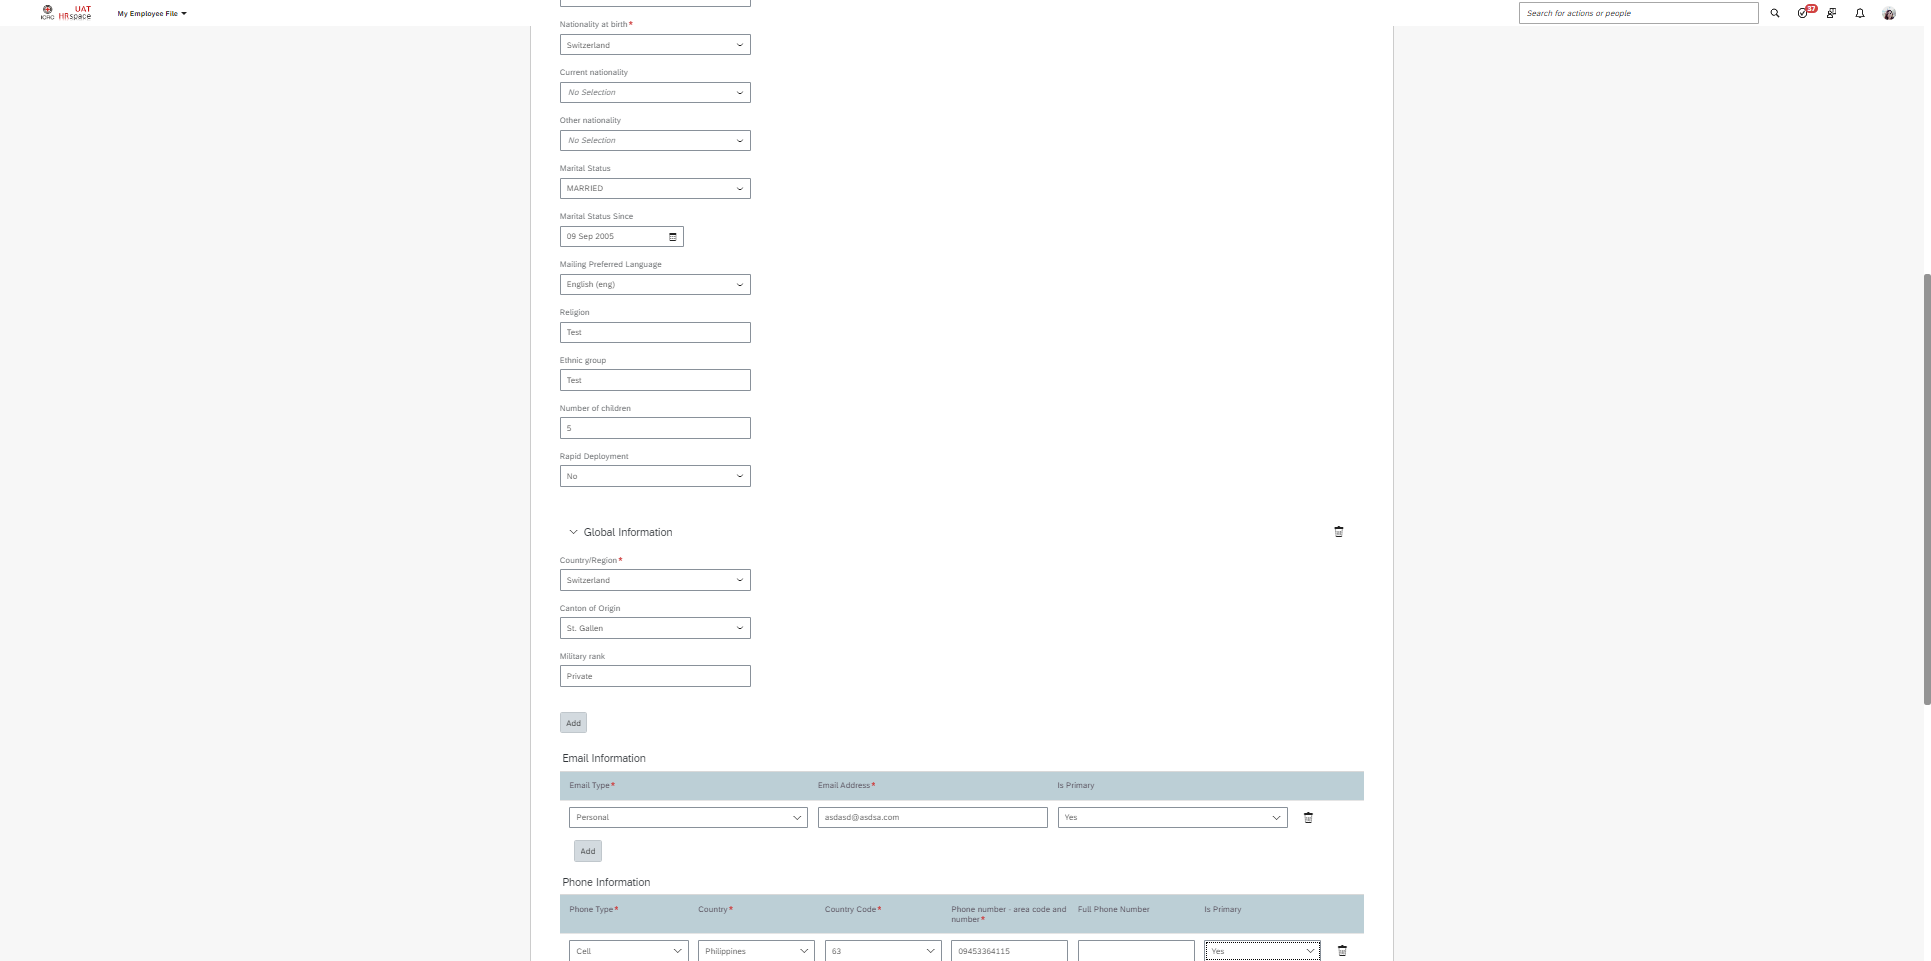 ICRC
UAT
HRspace
My Employee File
Search for actions or people
37
Nationality at birth*
Switzerland
Current nationality
No Selection
Other nationality
No Selection
Marital Status
MARRIED
Marital Status Since
09 Sep 2005
Mailing Preferred Language
English (eng)
Religion
Test
Ethnic group
Test
Number of children
5
Rapid Deployment
No
Global Information
Country/Region*
Switzerland
Canton of Origin
St. Gallen
Military rank
Private
Add
Email Information
Email Type* Email Address* Is Primary
Personal asdasd@asdsa.com Yes
Add
Phone Information
Phone Type* Country* Country Code* Phone number - area code and Full Phone Number Is Primary
number*
Cell Philippines 63 09453364115 Yes